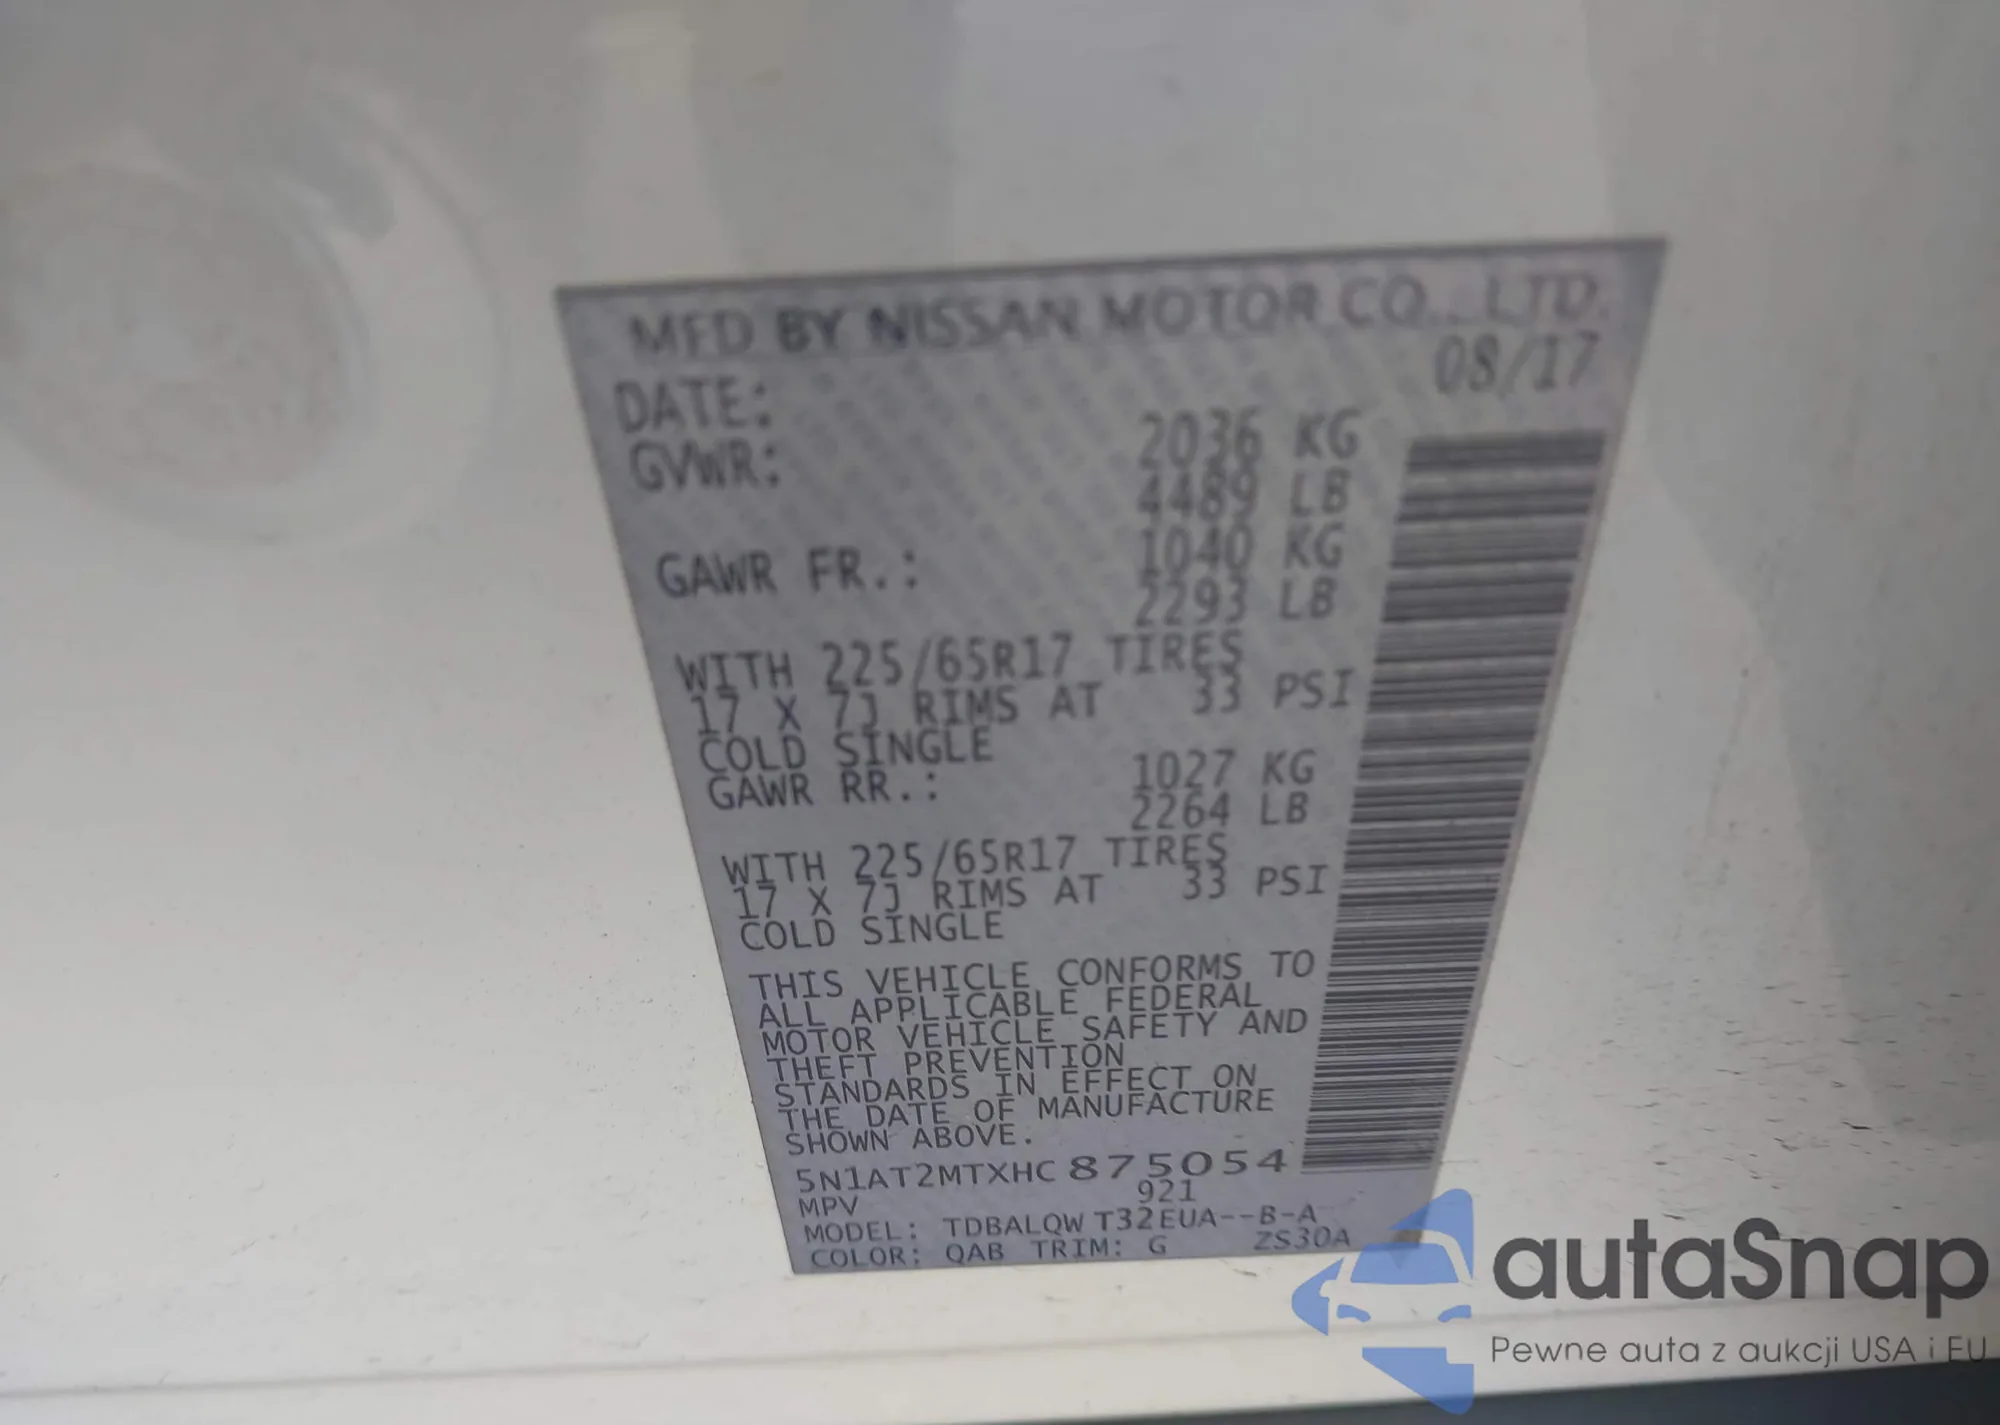 MFD BY NISSAN MOTOR CO., LTD.
DATE: 08/17
GVWR: 2036 KG
4489 LB
GAWR FR.: 1040 KG
2293 LB
WITH 225/65R17 TIRES
17 X 7J RIMS AT 33 PSI
COLD SINGLE
GAWR RR.: 1027 KG
2264 LB
WITH 225/65R17 TIRES
17 X 7J RIMS AT 33 PSI
COLD SINGLE
THIS VEHICLE CONFORMS TO
ALL APPLICABLE FEDERAL
MOTOR VEHICLE SAFETY AND
THEFT PREVENTION
STANDARDS IN EFFECT ON
THE DATE OF MANUFACTURE
SHOWN ABOVE.
5N1AT2MTXHC875054
MPV 921
MODEL: TDBALQW T32EUA--B-A
COLOR: QAB TRIM: G ZS30A
autaSnap
Pewne auta z aukcji USA i EU